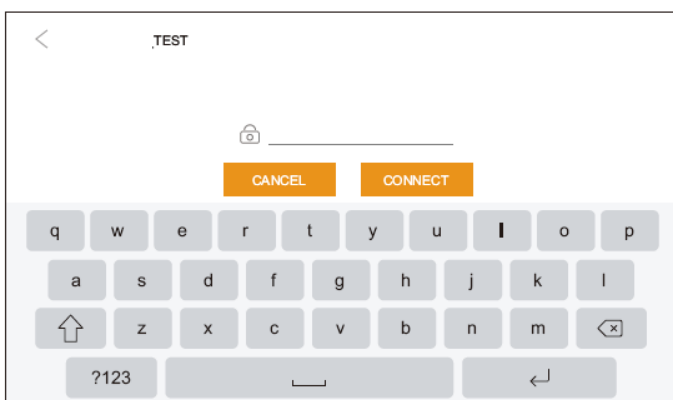 TEST
CANCEL CONNECT
q w e r t y u I o p
a s d f g h j k l
z x c v b n m
?123